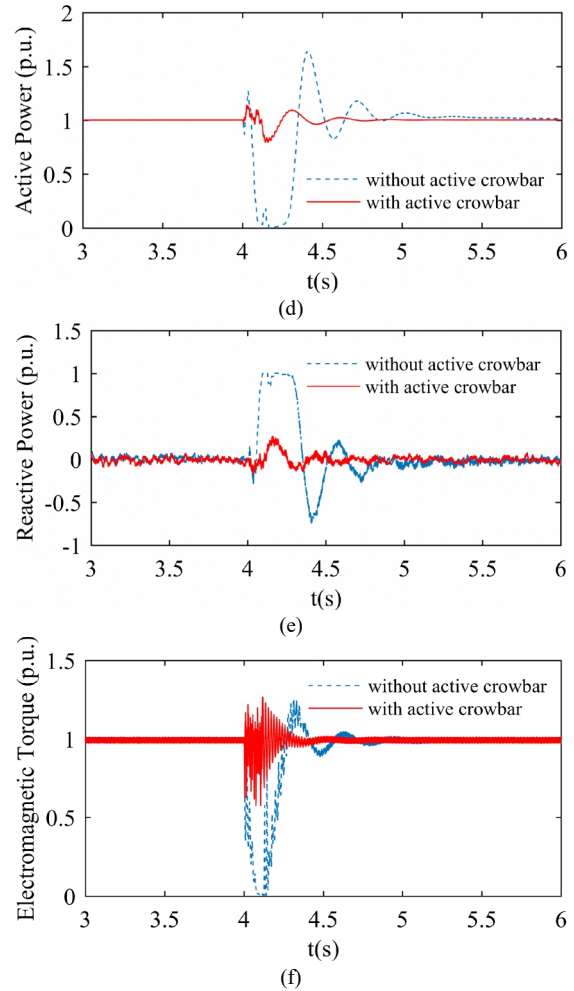 Active Power (p.u.)
2
1.5
1
0.5
0
without active crowbar
with active crowbar
3 3.5 4 4.5 5 5.5 6
t(s)
(d)
Reactive Power (p.u.)
1.5
1
0.5
0
-0.5
-1
without active crowbar
with active crowbar
3 3.5 4 4.5 5 5.5 6
t(s)
(e)
Electromagnetic Torque (p.u.)
1.5
1
0.5
0
without active crowbar
with active crowbar
3 3.5 4 4.5 5 5.5 6
t(s)
(f)